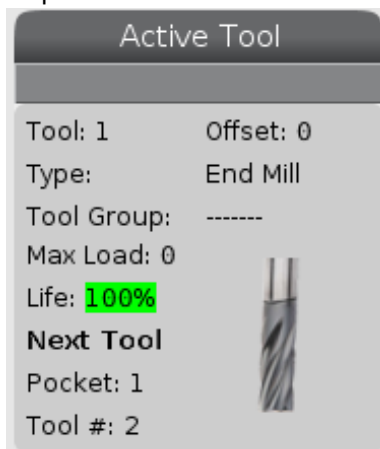 Active Tool
Tool: 1 Offset: 0
Type: End Mill
Tool Group: -------
Max Load: 0
Life: 100%
Next Tool
Pocket: 1
Tool #: 2